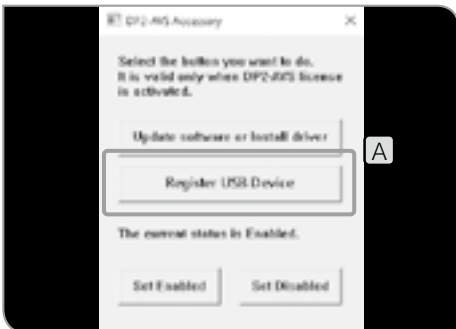 DP2-AVS Accessory
Select the button you want to do.
It is valid only when DP2-AVS license
is activated.
Update software or Install driver
A
Register USB Device
The current status is Enabled.
Set Enabled Set Disabled